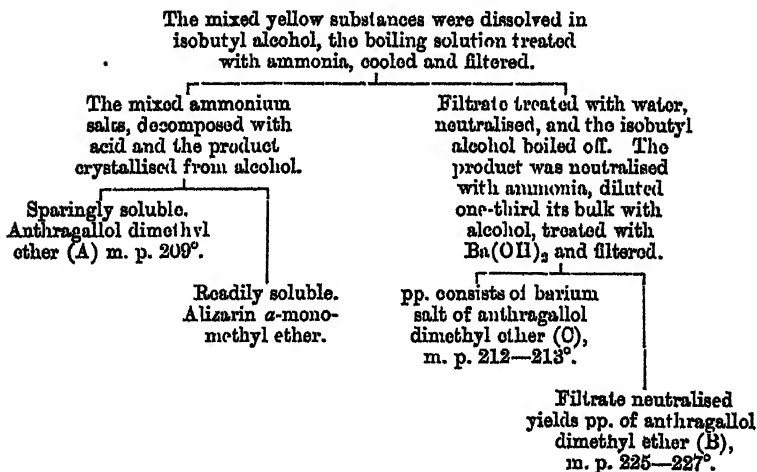 The mixed yellow substances were dissolved in
isobutyl alcohol, the boiling solution treated
with ammonia, cooled and filtered.
The mixed ammonium
salts, decomposed with
acid and the product
crystallised from alcohol.
Sparingly soluble.
Anthragallol dimethyl
ether (A) m. p. 209°.
Readily soluble.
Alizarin α-mono-
methyl ether.
Filtrate treated with water,
neutralised, and the isobutyl
alcohol boiled off. The
product was neutralised
with ammonia, diluted
one-third its bulk with
alcohol, treated with
Ba(OH)₂ and filtered.
pp. consists of barium
salt of anthragallol
dimethyl ether (C),
m. p. 212—213°.
Filtrate neutralised
yields pp. of anthragallol
dimethyl ether (B),
m. p. 225—227°.